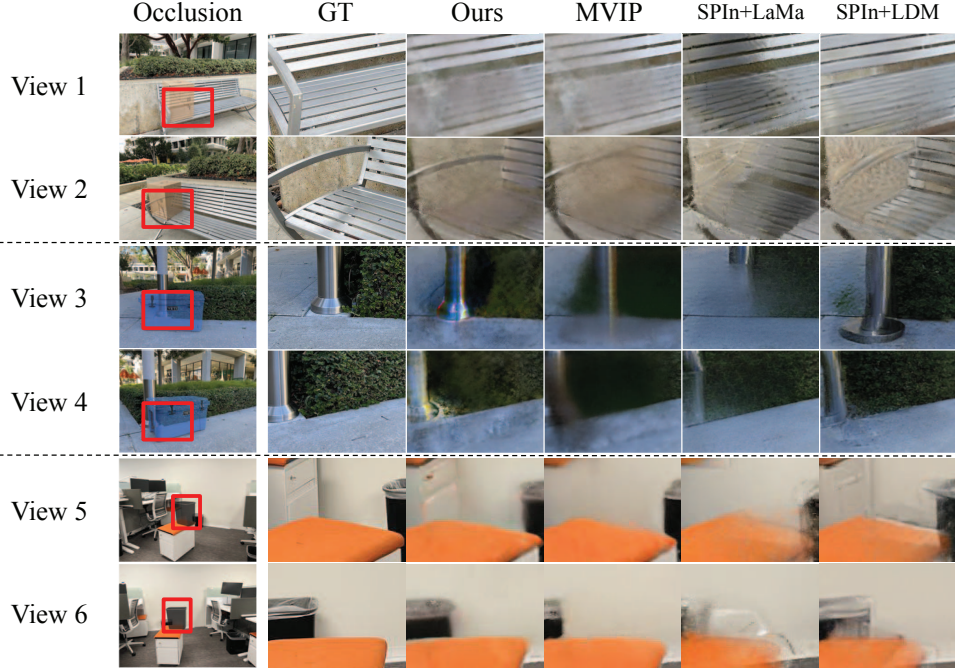 Occlusion GT Ours MVIP SPIn+LaMa SPIn+LDM
View 1
View 2
View 3
View 4
View 5
View 6